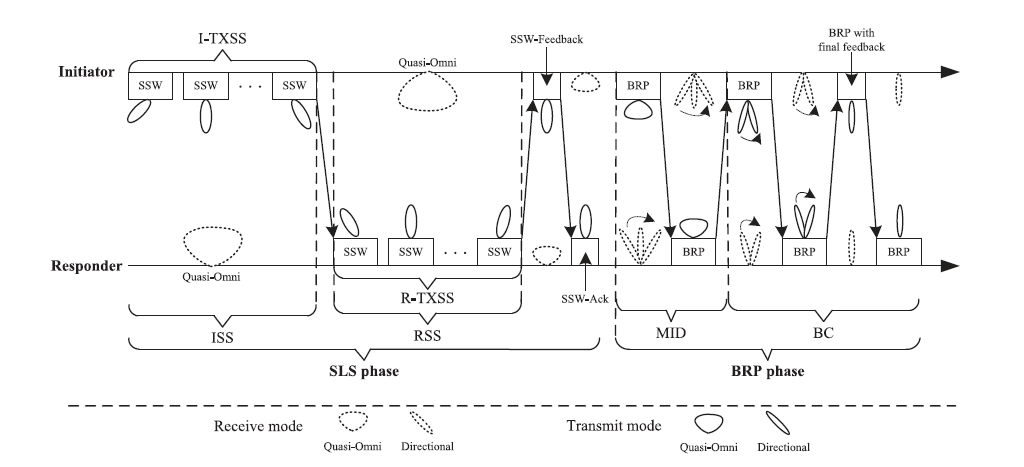 I-TXSS
SSW-Feedback
BRP with
final feedback
Initiator
SSW
SSW
· · ·
SSW
Quasi-Omni
BRP
BRP
SSW
SSW
· · ·
SSW
BRP
BRP
BRP
Responder
Quasi-Omni
R-TXSS
SSW-Ack
ISS
RSS
MID
BC
SLS phase
BRP phase
Receive mode
Quasi-Omni
Directional
Transmit mode
Quasi-Omni
Directional